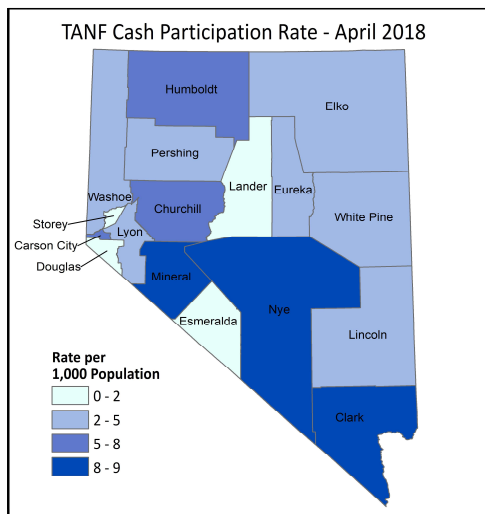 TANF Cash Participation Rate - April 2018
Humboldt
Elko
Pershing
Lander
Eureka
Washoe
Storey
Churchill
White Pine
Lyon
Carson City
Douglas
Mineral
Nye
Esmeralda
Lincoln
Clark
Rate per
1,000 Population
0 - 2
2 - 5
5 - 8
8 - 9